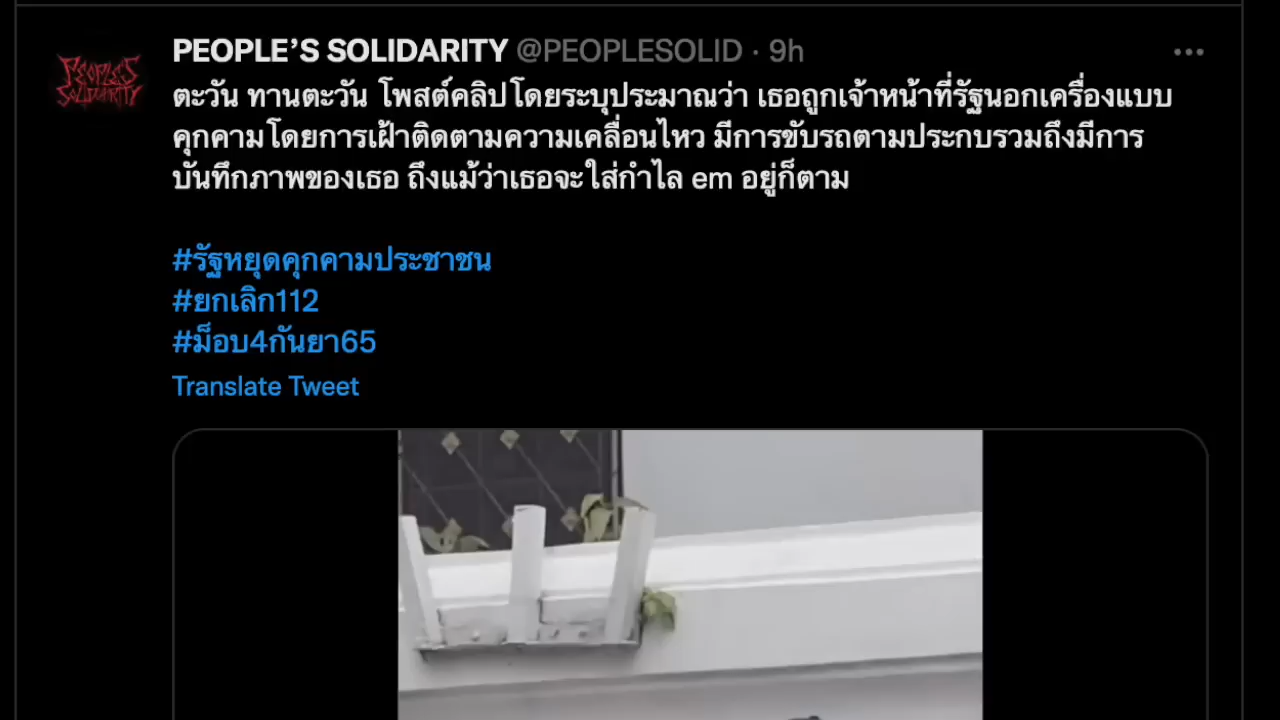 PEOPLE'S SOLIDARITY
PEOPLE'S SOLIDARITY @PEOPLESOLID · 9h
ตะวัน ทานตะวัน โพสต์คลิปโดยระบุประมาณว่า เธอถูกเจ้าหน้าที่รัฐนอกเครื่องแบบ
คุกคามโดยการเฝ้าติดตามความเคลื่อนไหว มีการขับรถตามประกบรวมถึงมีการ
บันทึกภาพของเธอ ถึงแม้ว่าเธอจะใส่กำไล em อยู่ก็ตาม
#รัฐหยุดคุกคามประชาชน
#ยกเลิก112
#ม็อบ4กันยา65
Translate Tweet